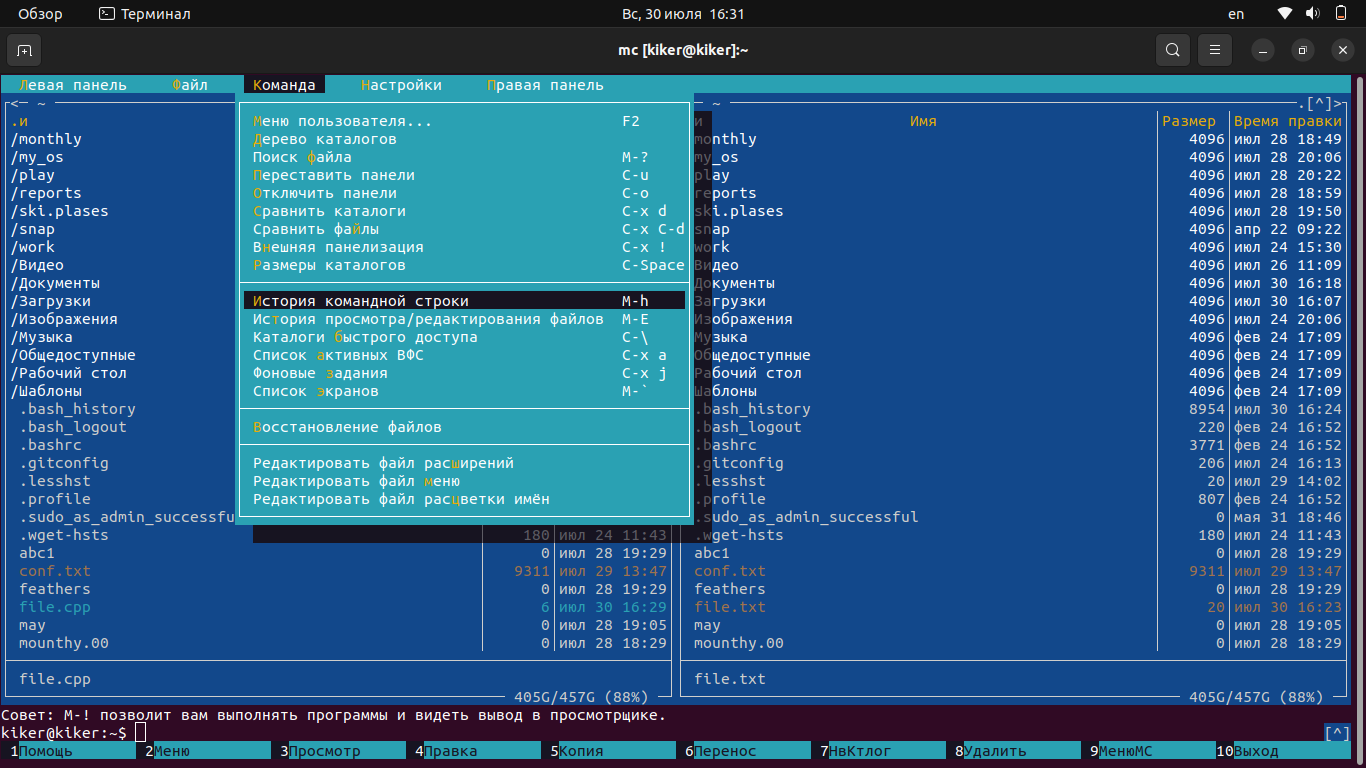 Обзор Терминал Вс, 30 июля 16:31 en
mc [kiker@kiker]:~
Левая панель Файл Команда Настройки Правая панель
<─ ~ ~ .[^]>
.и Меню пользователя... F2 и Имя Размер Время правки
/monthly Дерево каталогов monthly 4096 июл 28 18:49
/my_os Поиск файла M-? my_os 4096 июл 28 20:06
/play Переставить панели C-u play 4096 июл 28 20:22
/reports Отключить панели C-o reports 4096 июл 28 18:59
/ski.plases Сравнить каталоги C-x d ski.plases 4096 июл 28 19:50
/snap Сравнить файлы C-x C-d snap 4096 апр 22 09:22
/work Внешняя панелизация C-x ! work 4096 июл 24 15:30
/Видео Размеры каталогов C-Space Видео 4096 июл 26 11:09
/Документы Документы 4096 июл 30 16:18
/Загрузки История командной строки M-h Загрузки 4096 июл 30 16:07
/Изображения История просмотра/редактирования файлов M-E Изображения 4096 июл 24 20:06
/Музыка Каталоги быстрого доступа C-\ Музыка 4096 фев 24 17:09
/Общедоступные Список активных ВФС C-x a Общедоступные 4096 фев 24 17:09
/Рабочий стол Фоновые задания C-x j Рабочий стол 4096 фев 24 17:09
/Шаблоны Список экранов M-` Шаблоны 4096 фев 24 17:09
.bash_history .bash_history 8954 июл 30 16:24
.bash_logout Восстановление файлов .bash_logout 220 фев 24 16:52
.bashrc .bashrc 3771 фев 24 16:52
.gitconfig Редактировать файл расширений .gitconfig 206 июл 24 16:13
.lesshst Редактировать файл меню .lesshst 20 июл 29 14:02
.profile Редактировать файл расцветки имён .profile 807 фев 24 16:52
.sudo_as_admin_successfu .sudo_as_admin_successful 0 мая 31 18:46
.wget-hsts 180 июл 24 11:43 .wget-hsts 180 июл 24 11:43
abc1 0 июл 28 19:29 abc1 0 июл 28 19:29
conf.txt 9311 июл 29 13:47 conf.txt 9311 июл 29 13:47
feathers 0 июл 28 19:29 feathers 0 июл 28 19:29
file.cpp 6 июл 30 16:29 file.txt 20 июл 30 16:23
may 0 июл 28 19:05 may 0 июл 28 19:05
mounthy.00 0 июл 28 18:29 mounthy.00 0 июл 28 18:29
file.cpp file.txt
405G/457G (88%) 405G/457G (88%)
Совет: M-! позволит вам выполнять программы и видеть вывод в просмотрщике.
kiker@kiker:~$ [^]
1Помощь 2Меню 3Просмотр 4Правка 5Копия 6Перенос 7НвКтлог 8Удалить 9МенюМС 10Выход